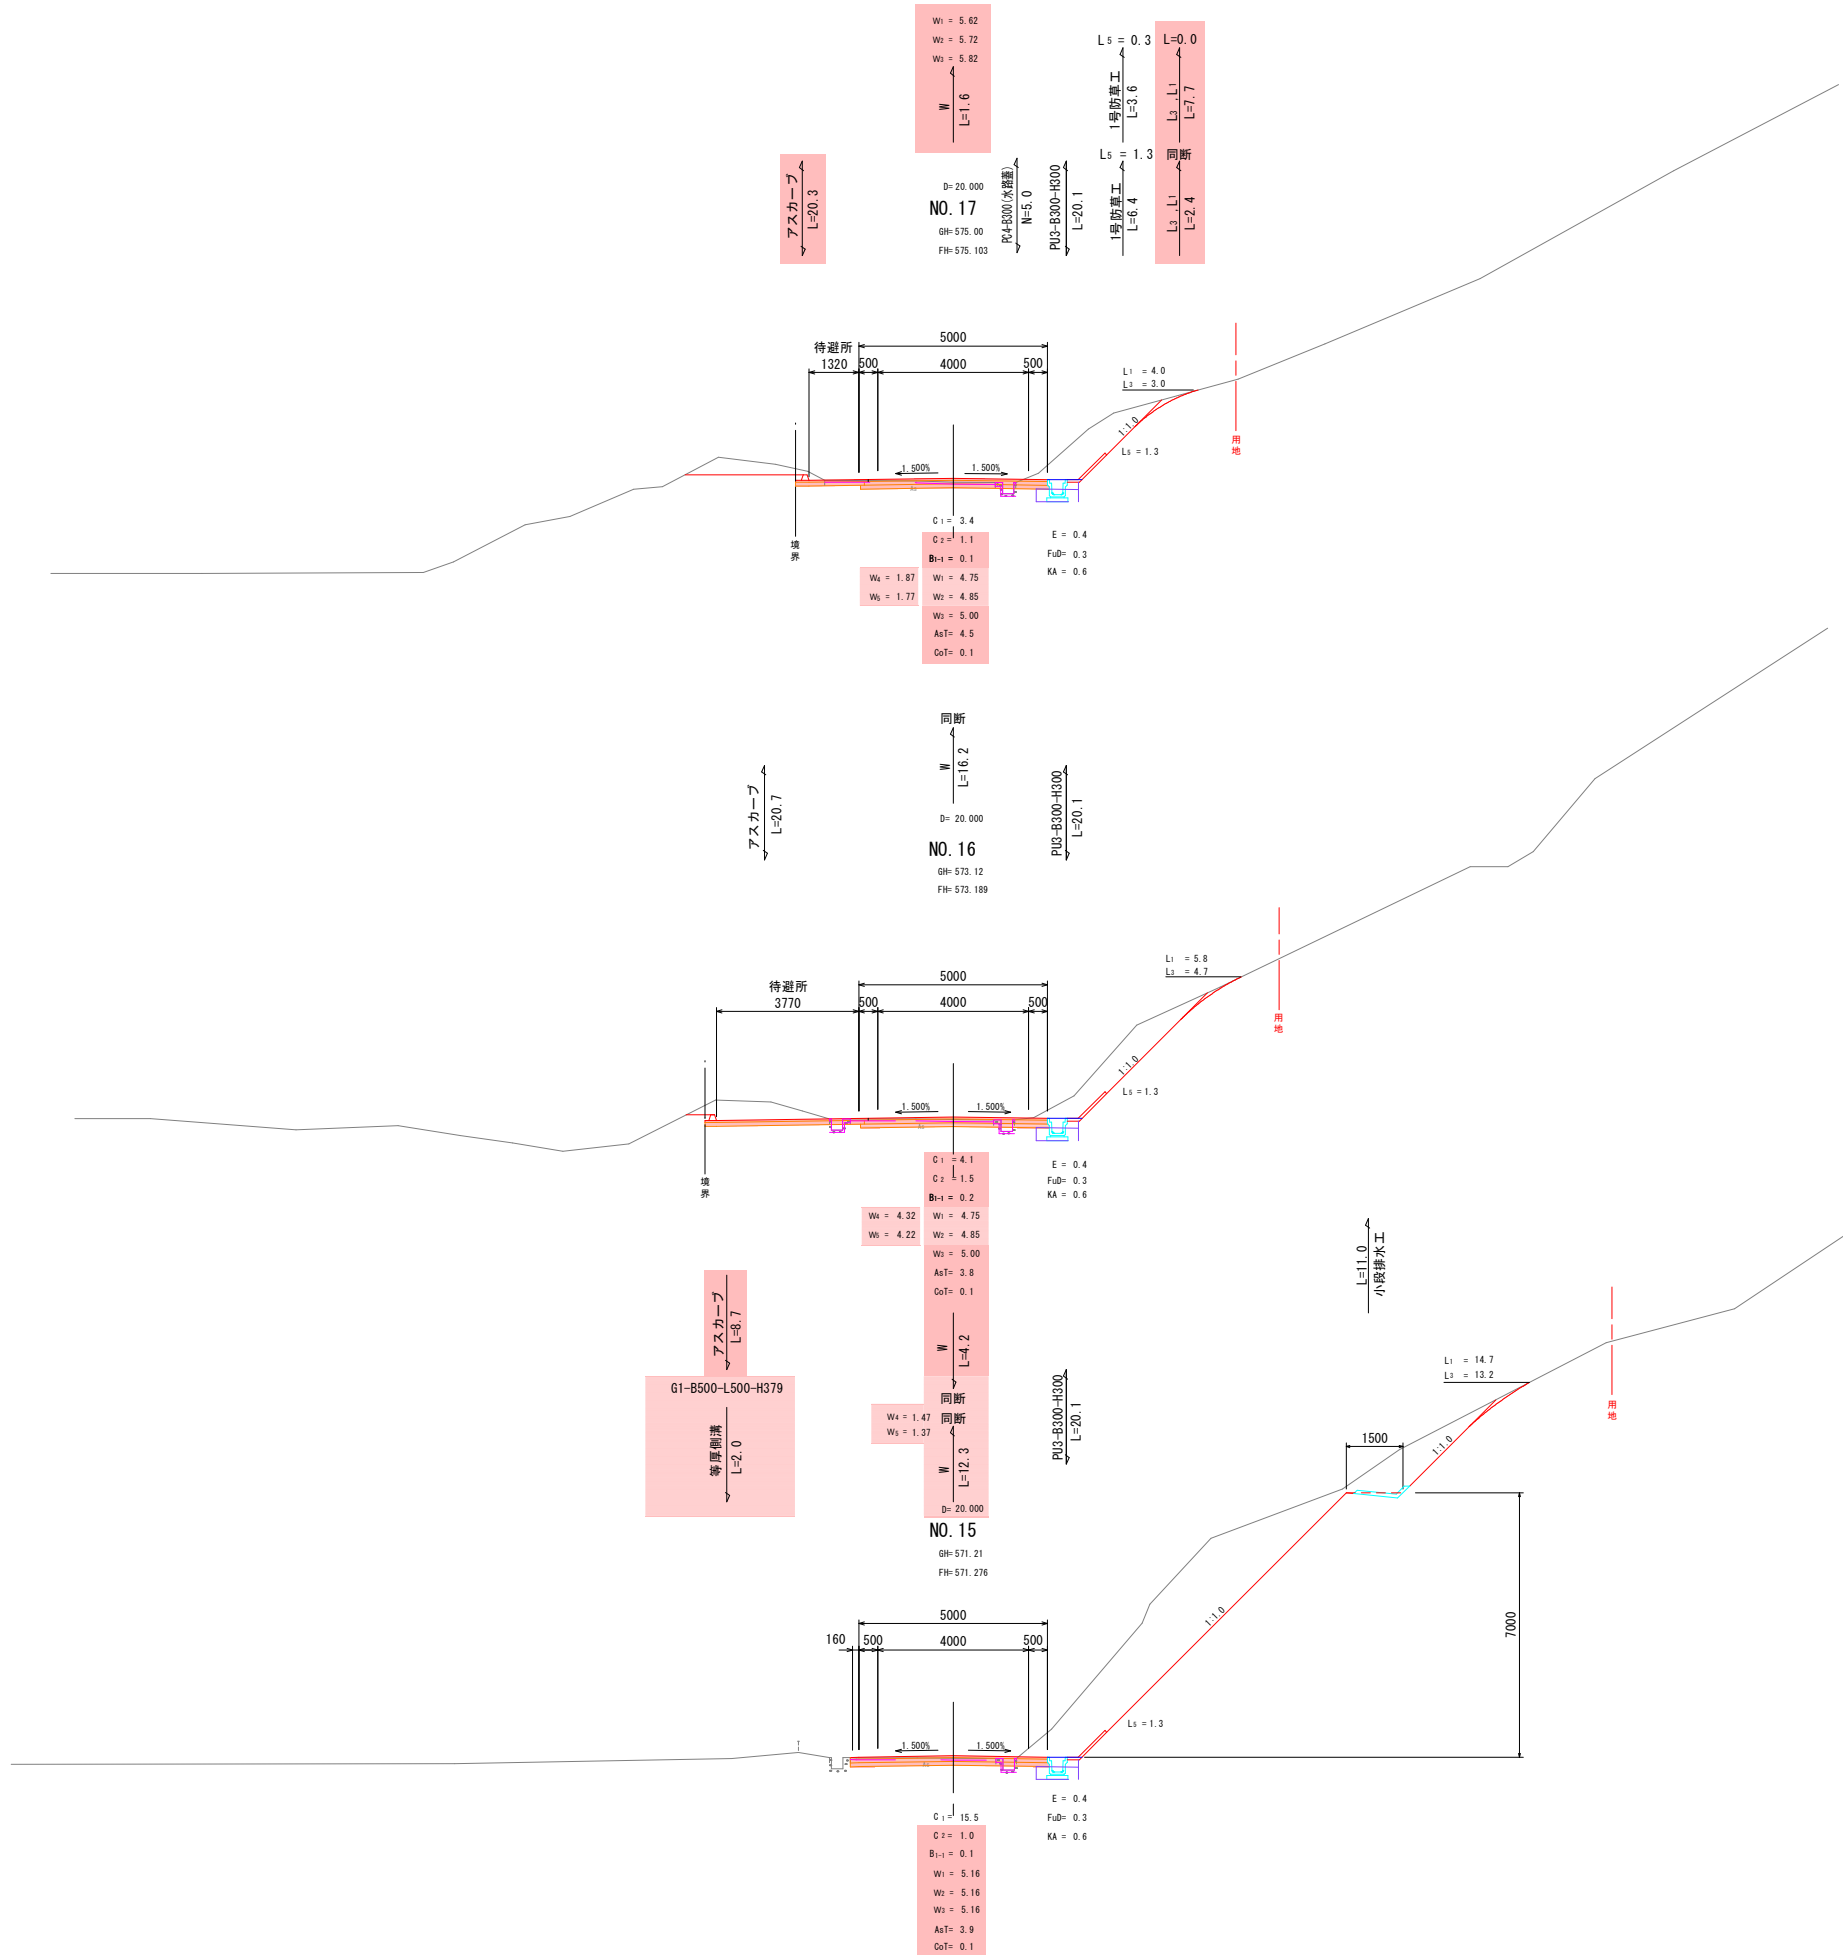 W1 = 5.62
W2 = 5.72
W3 = 5.82
W
L=1.6
L5 = 0.3
L=0.0
1号防草工
L=3.6
L3 ,L1
L=7.7
アスカーブ
L=20.3
D= 20.000
NO. 17
GH= 575.00
FH= 575.103
PC4-B300(水路蓋)
N=5.0
PU3-B300-H300
L=20.1
L5 = 1.3
同断
1号防草工
L=6.4
L3 ,L1
L=2.4
5000
待避所
1320
500
4000
500
L1 = 4.0
L3 = 3.0
1:1.0
L5 = 1.3
用地
1.500%
1.500%
境界
C 1 = 3.4
C 2 = 1.1
B1-1 = 0.1
W4 = 1.87
W1 = 4.75
W5 = 1.77
W2 = 4.85
W3 = 5.00
AsT= 4.5
CoT= 0.1
E = 0.4
FuD= 0.3
KA = 0.6
同断
W
L=16.2
アスカーブ
L=20.7
D= 20.000
NO. 16
GH= 573.12
FH= 573.189
PU3-B300-H300
L=20.1
5000
待避所
3770
500
4000
500
L1 = 5.8
L3 = 4.7
1:1.0
L5 = 1.3
用地
1.500%
1.500%
境界
C 1 = 4.1
C 2 = 1.5
B1-1 = 0.2
W4 = 4.32
W1 = 4.75
W5 = 4.22
W2 = 4.85
W3 = 5.00
AsT= 3.8
CoT= 0.1
E = 0.4
FuD= 0.3
KA = 0.6
L=11.0
小段排水工
アスカーブ
L=8.7
W
L=4.2
G1-B500-L500-H379
同断
W4 = 1.47
同断
W5 = 1.37
等厚側溝
L=2.0
W
L=12.3
PU3-B300-H300
L=20.1
D= 20.000
NO. 15
GH= 571.21
FH= 571.276
L1 = 14.7
L3 = 13.2
用地
1500
1:1.0
7000
1:1.0
5000
160
500
4000
500
L5 = 1.3
1.500%
1.500%
C 1 = 15.5
C 2 = 1.0
B1-1 = 0.1
W1 = 5.16
W2 = 5.16
W3 = 5.16
AsT= 3.9
CoT= 0.1
E = 0.4
FuD= 0.3
KA = 0.6